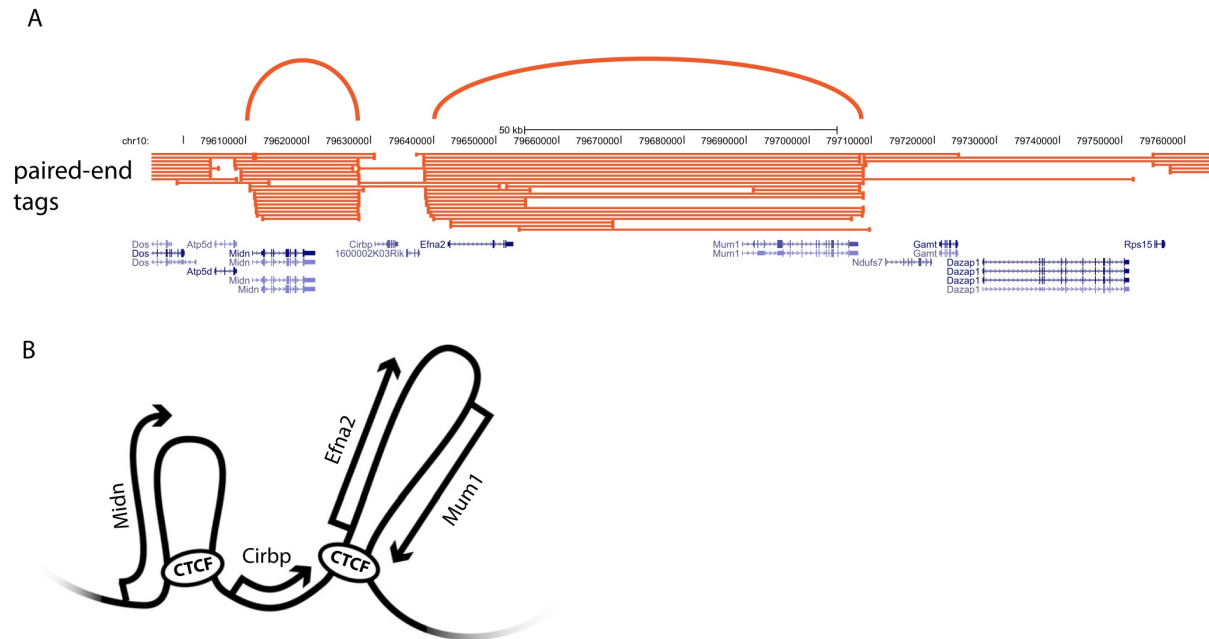 A
50 kb
chr10: 79610000 79620000 79630000 79640000 79650000 79660000 79670000 79680000 79690000 79700000 79710000 79720000 79730000 79740000 79750000 79760000
paired-end
tags
Dos Atp5d Cirbp Efna2 Mum1 Gamt Rps15
Dos Midn 1600002K03Rik Mum1 Gamt
Dos Midn Ndufs7 Dazap1
Atp5d Dazap1
Midn Dazap1
Midn Dazap1
B
Midn
CTCF
Cirbp
Efna2
CTCF
Mum1